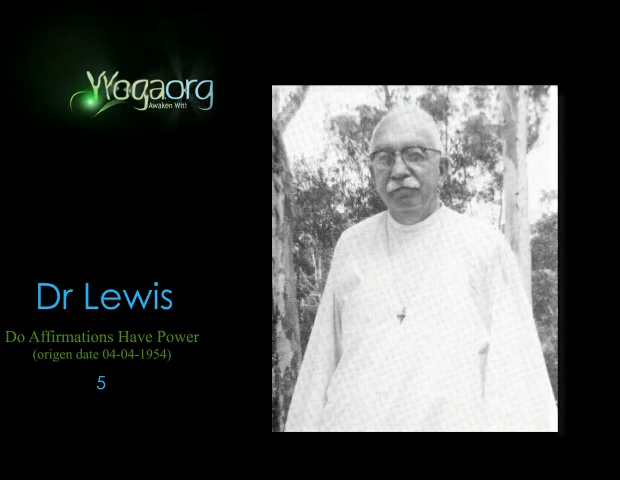 YYogaorg
Awaken With
Dr Lewis
Do Affirmations Have Power
(origen date 04-04-1954)
5